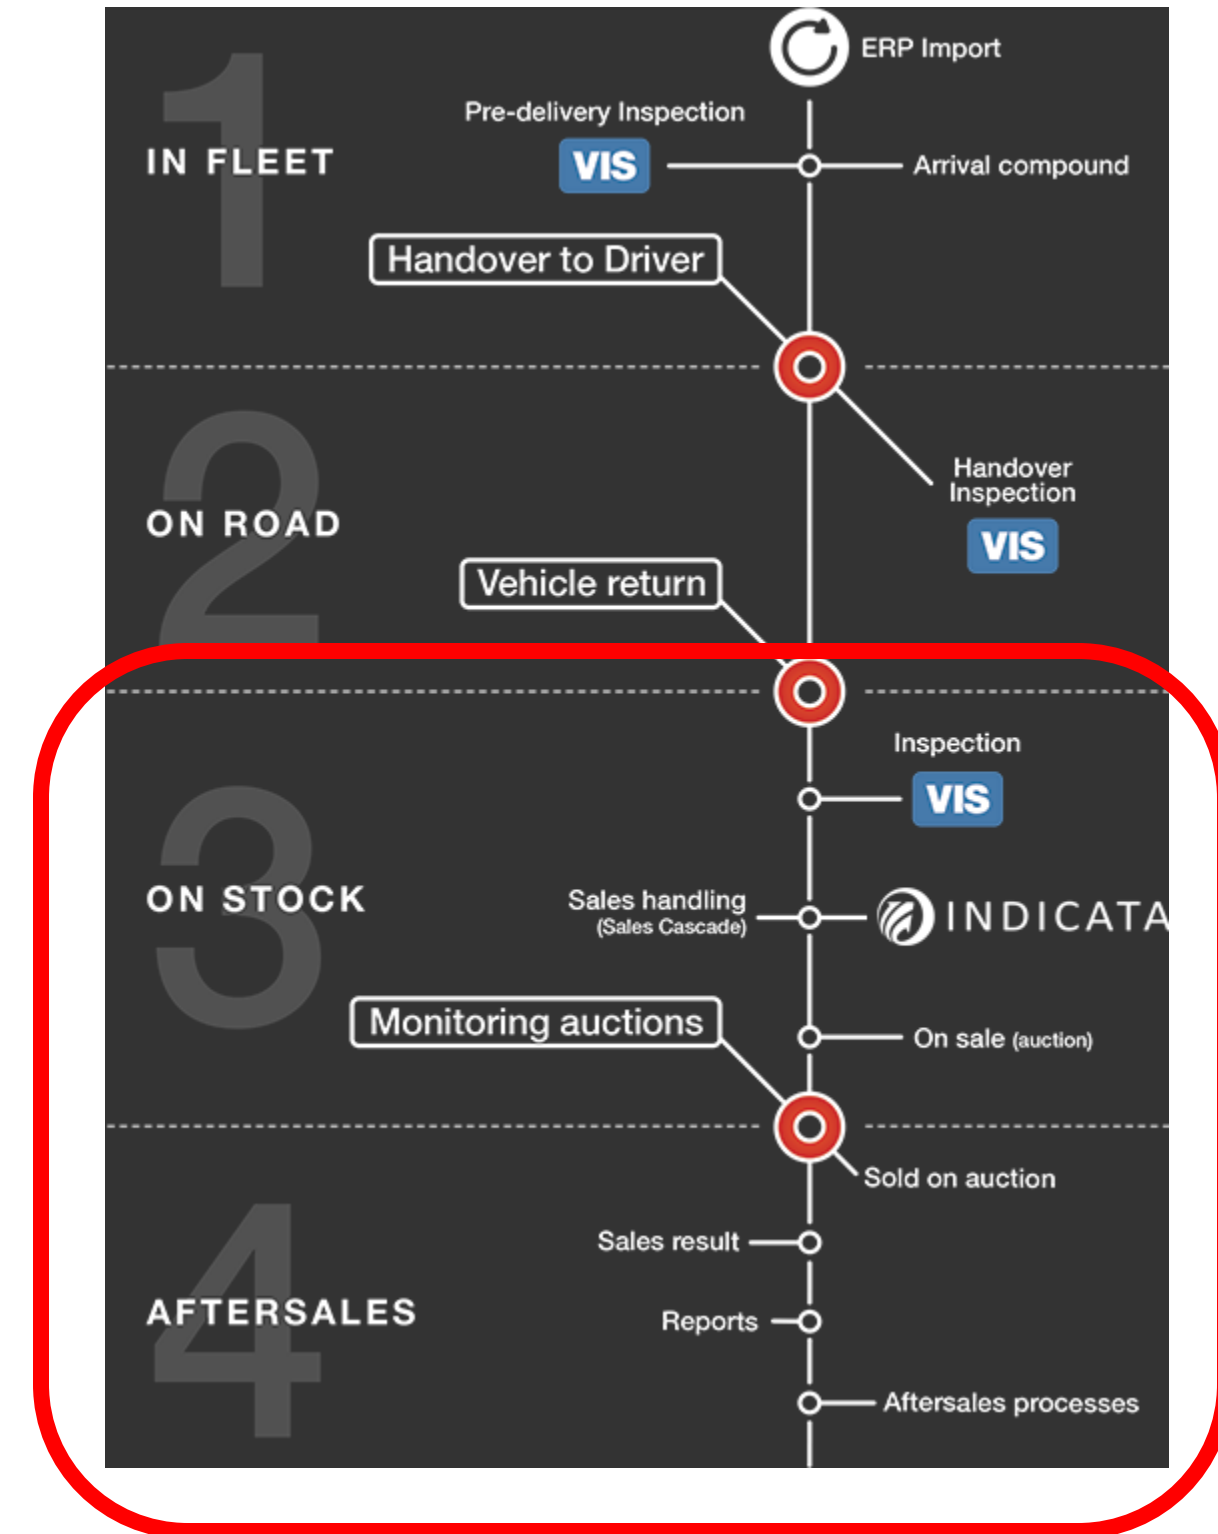 ERP Import
Pre-delivery Inspection
VIS
Arrival compound
1
IN FLEET
Handover to Driver
Handover
Inspection
VIS
2
ON ROAD
Vehicle return
Inspection
VIS
3
ON STOCK
Sales handling
(Sales Cascade)
INDICATA
Monitoring auctions
On sale (auction)
Sold on auction
Sales result
4
AFTERSALES
Reports
Aftersales processes